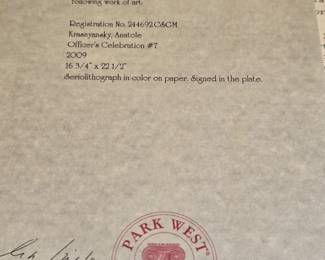 following work of art:
Registration No. 244692CSCM
Krasnyansky, Anatole
Officer's Celebration #7
2009
16 3/4" x 22 1/2"
Seriolithograph in color on paper. Signed in the plate.
PARK WEST